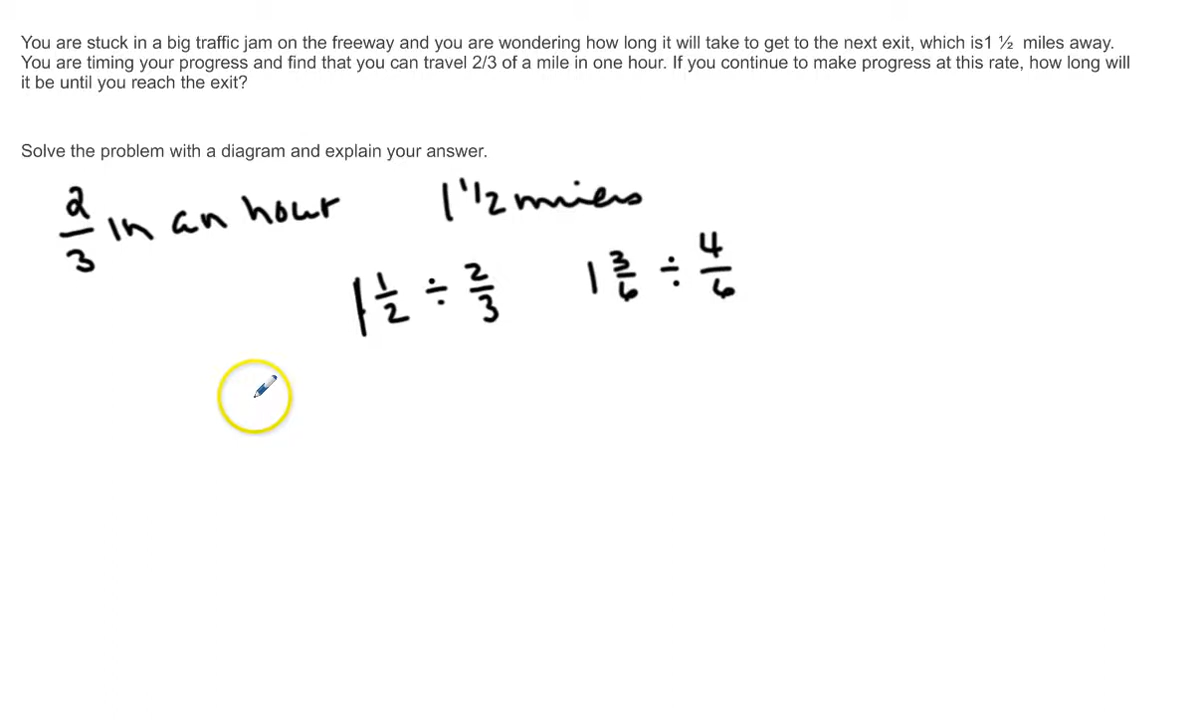 You are stuck in a big traffic jam on the freeway and you are wondering how long it will take to get to the next exit, which is1 ½ miles away.
You are timing your progress and find that you can travel 2/3 of a mile in one hour. If you continue to make progress at this rate, how long will
it be until you reach the exit?
Solve the problem with a diagram and explain your answer.
2/3 in an hour 1 1/2 miles
1 1/2 ÷ 2/3 1 3/6 ÷ 4/6